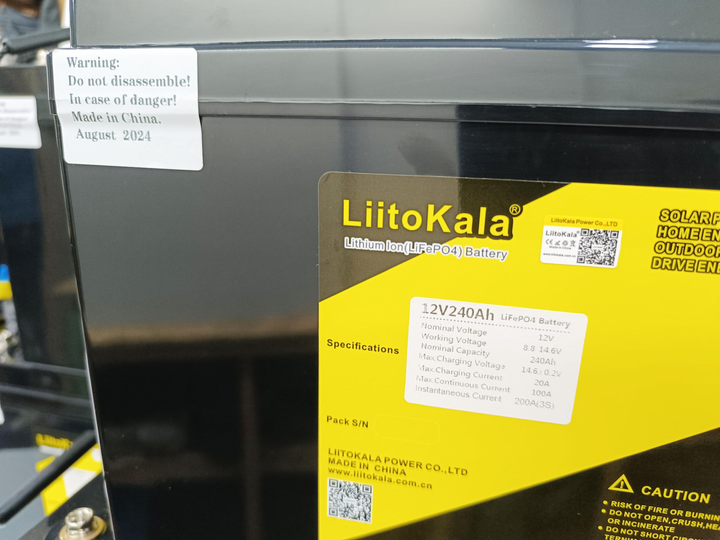 Warning:
Do not disassemble!
In case of danger!
Made in China.
August 2024
LiitoKala®
Lithium Ion(LiFePO4) Battery
LiitoKala Power Co.,LTD
LiitoKala®
SOLAR P
HOME EN
OUTDOOR
DRIVE ENE
12V240Ah LiFePO4 Battery
Nominal Voltage 12V
Working Voltage 8.8-14.6V
Nominal Capacity 240Ah
Max.Charging Voltage 14.6±0.2V
Max.Charging Current 20A
Max.Continuous Current 100A
Instantaneous Current 200A(3S)
Specifications
Pack S/N
LIITOKALA POWER CO.,LTD
MADE IN CHINA
www.liitokala.com.cn
CAUTION
• RISK OF FIRE OR BURNIN
• DO NOT OPEN,CRUSH,HEA
OR INCINERATE
• DO NOT SHORT CIRC